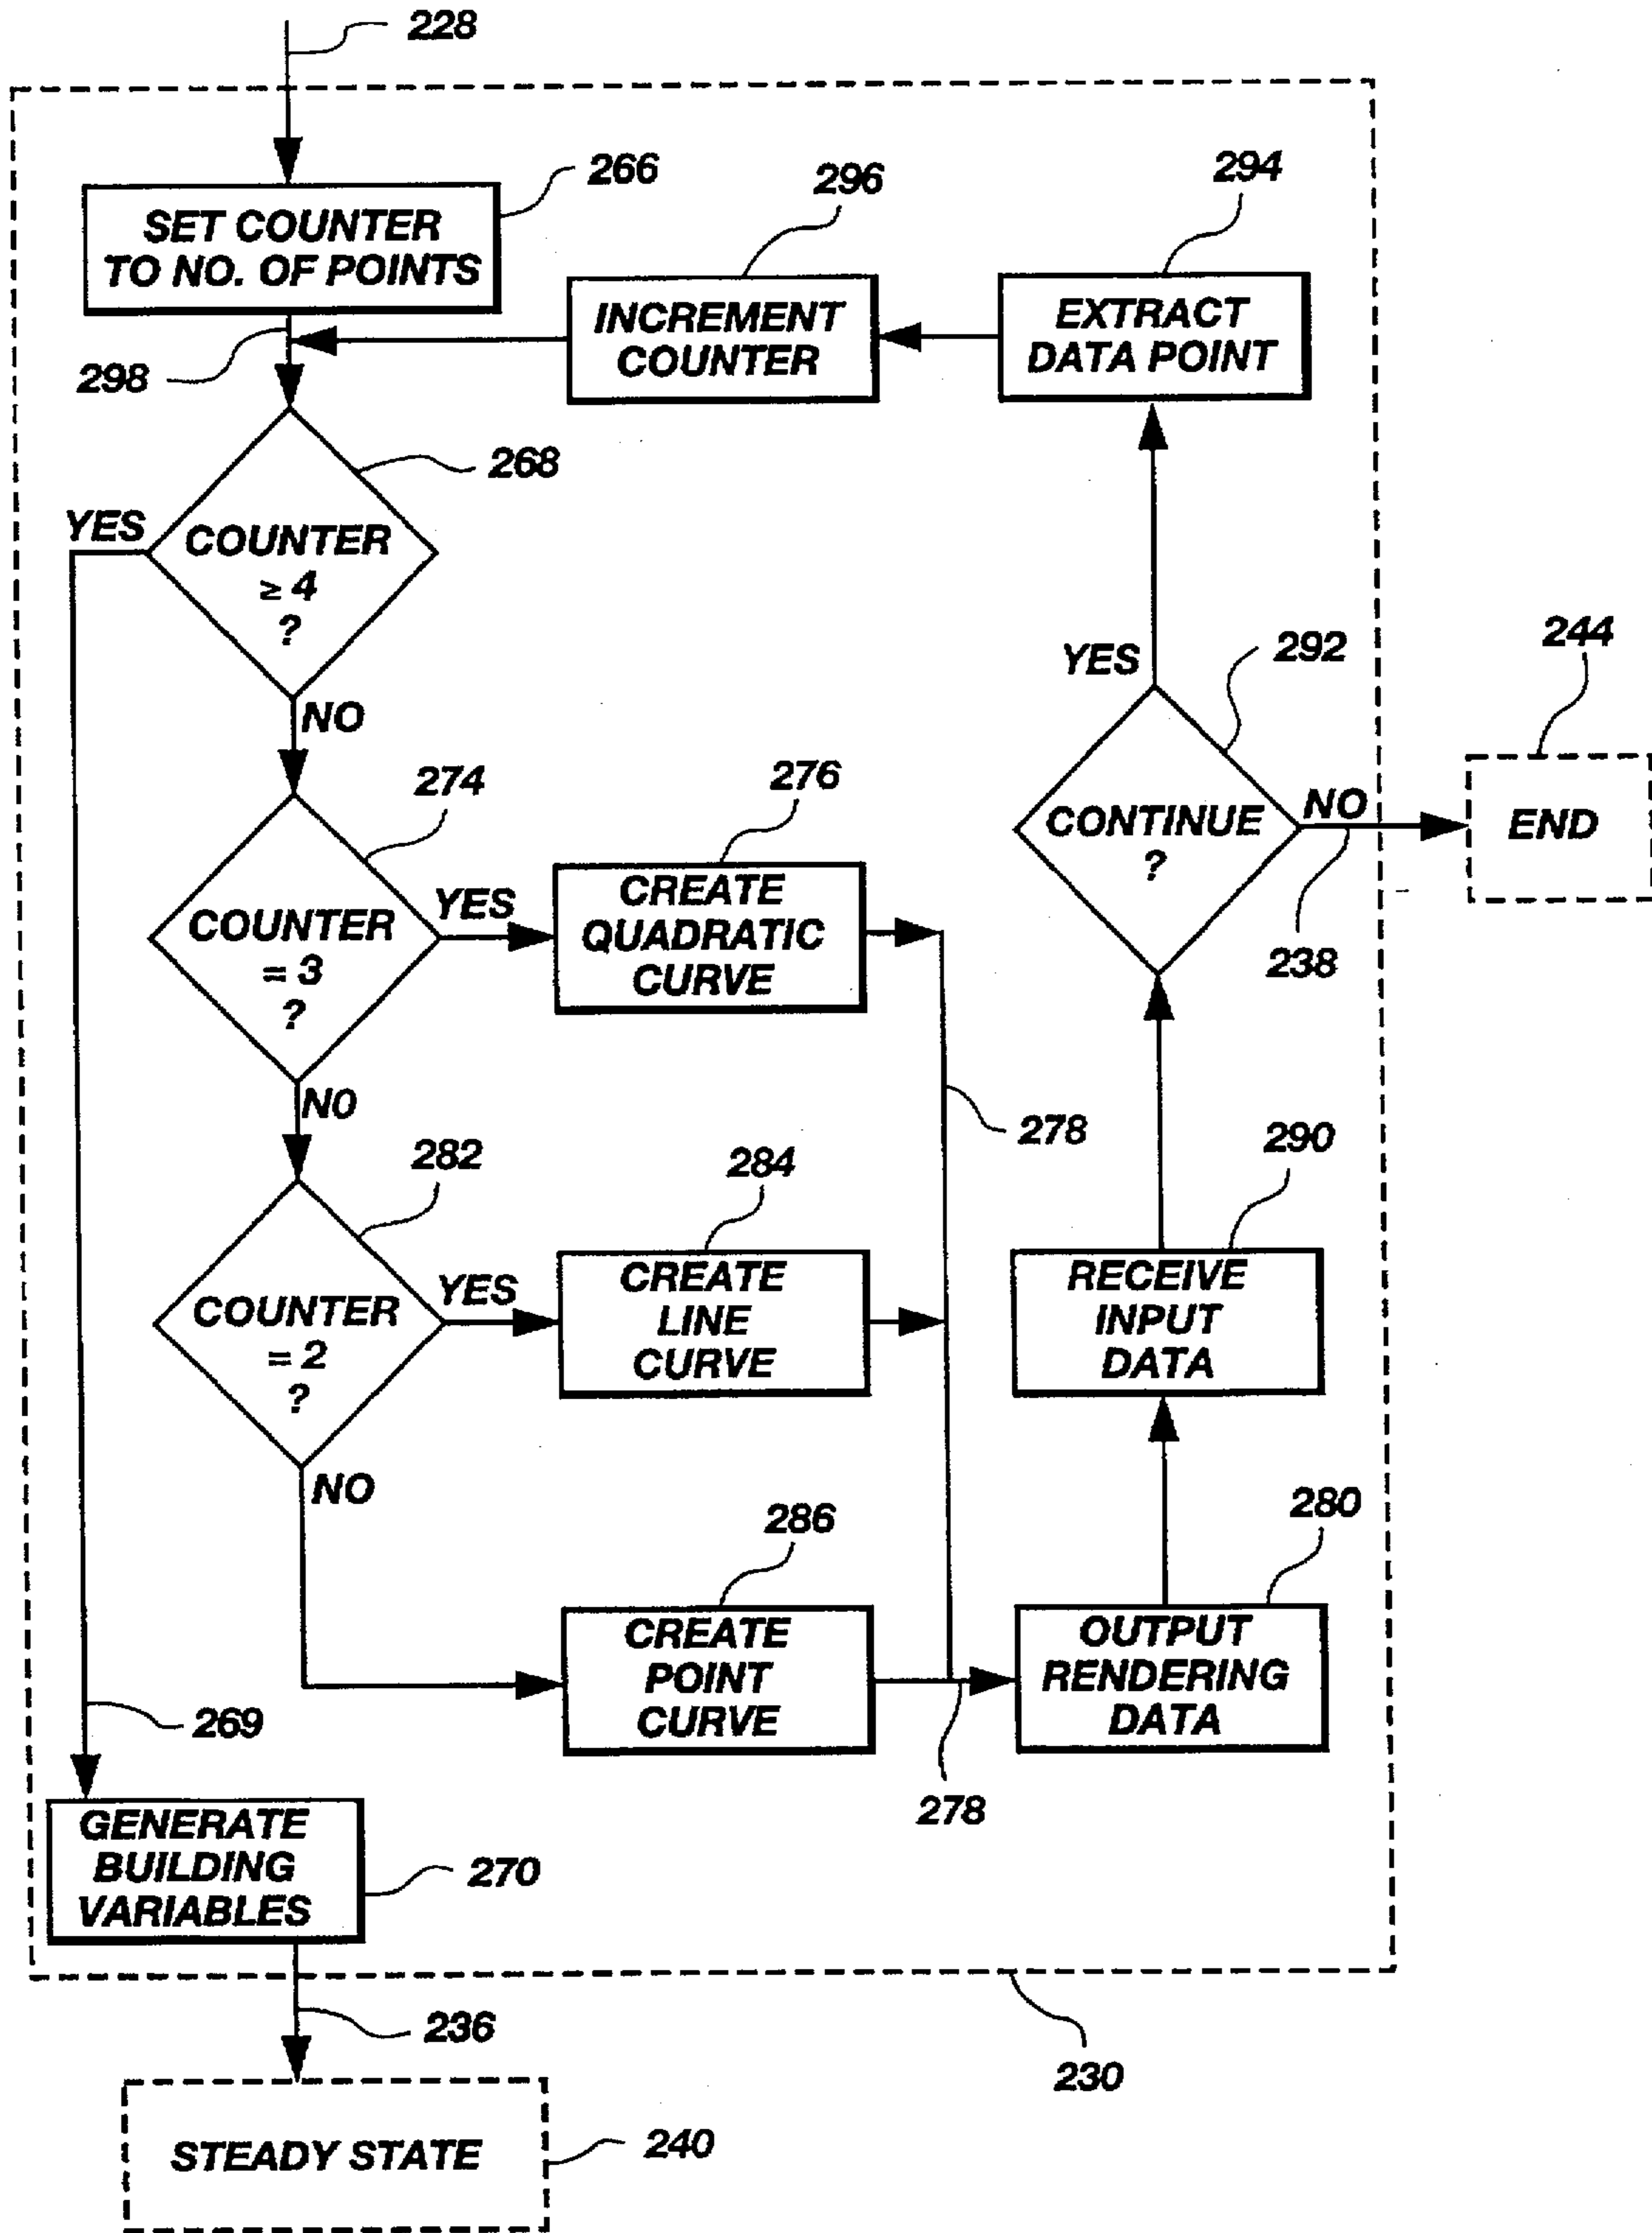 228
266
SET COUNTER
TO NO. OF POINTS
296
INCREMENT
COUNTER
294
EXTRACT
DATA POINT
298
268
YES
COUNTER
≥ 4
?
NO
274
COUNTER
= 3
?
YES
276
CREATE
QUADRATIC
CURVE
YES
292
CONTINUE
?
NO
238
244
END
NO
278
282
COUNTER
= 2
?
YES
284
CREATE
LINE
CURVE
290
RECEIVE
INPUT
DATA
NO
286
CREATE
POINT
CURVE
280
OUTPUT
RENDERING
DATA
278
269
GENERATE
BUILDING
VARIABLES
270
236
230
STEADY STATE
240